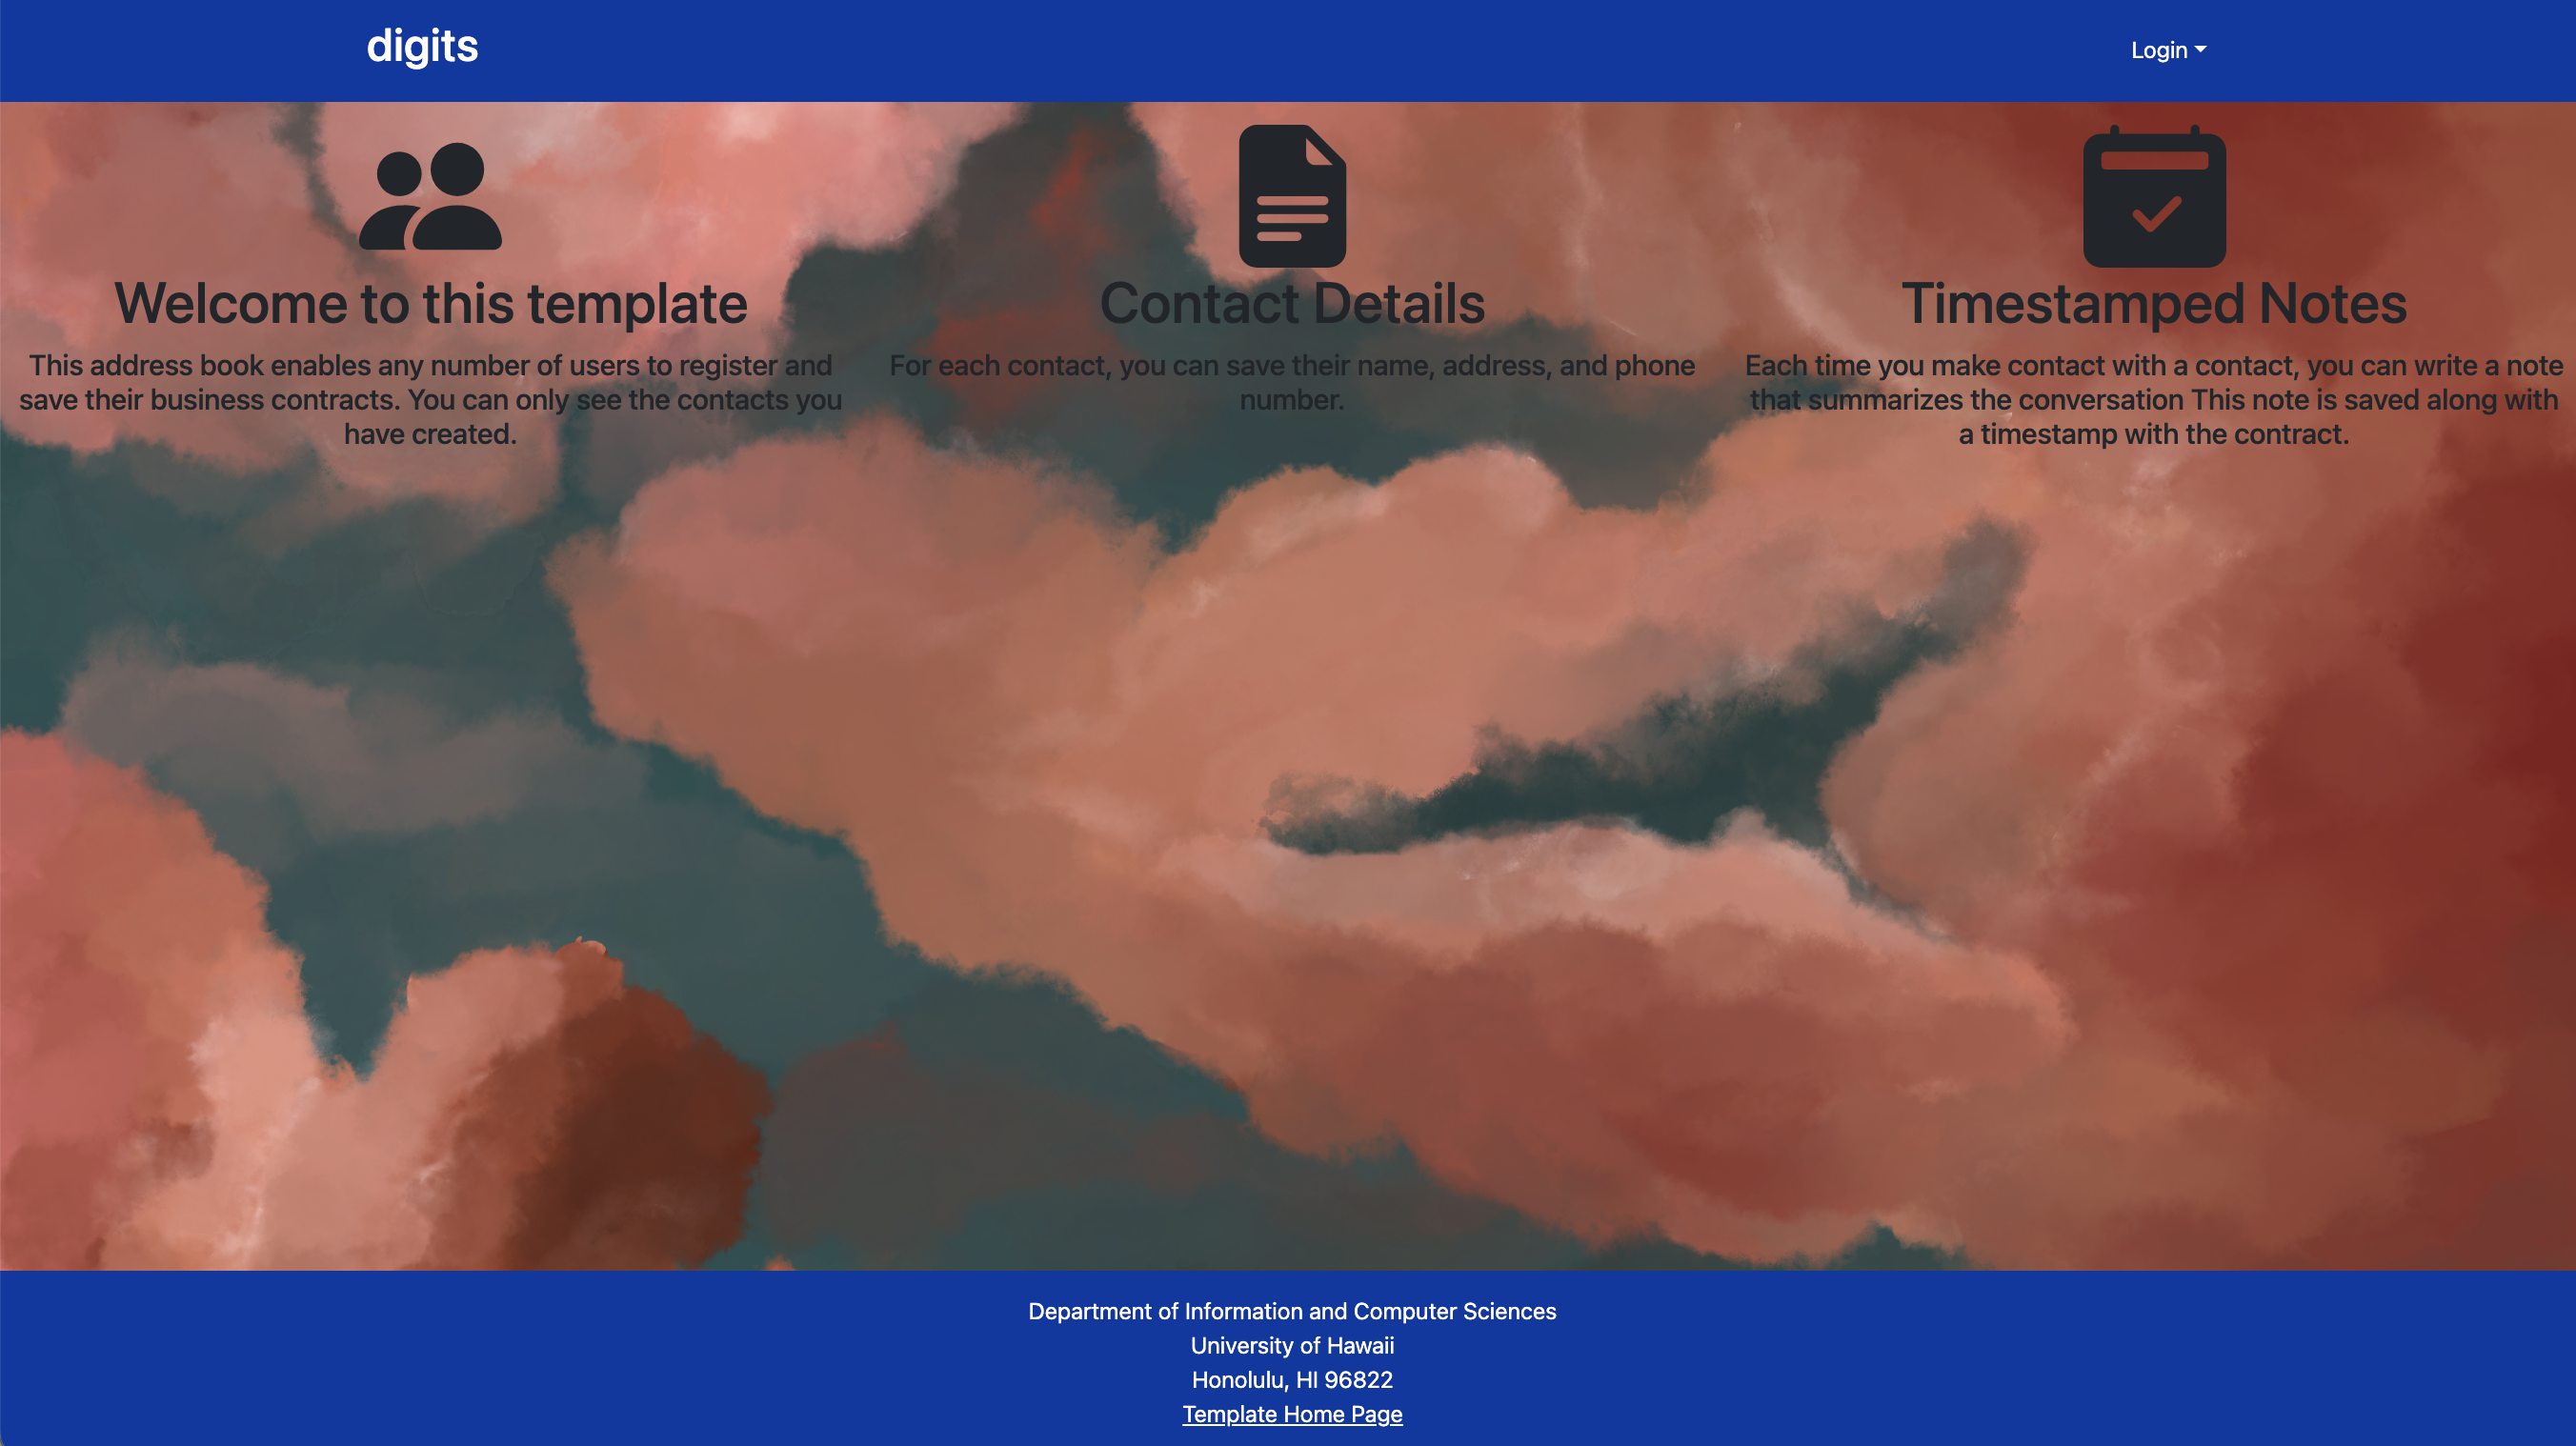 digits
Login
Welcome to this template
This address book enables any number of users to register and
save their business contracts. You can only see the contacts you
have created.
Contact Details
For each contact, you can save their name, address, and phone
number.
Timestamped Notes
Each time you make contact with a contact, you can write a note
that summarizes the conversation This note is saved along with
a timestamp with the contract.
Department of Information and Computer Sciences
University of Hawaii
Honolulu, HI 96822
Template Home Page